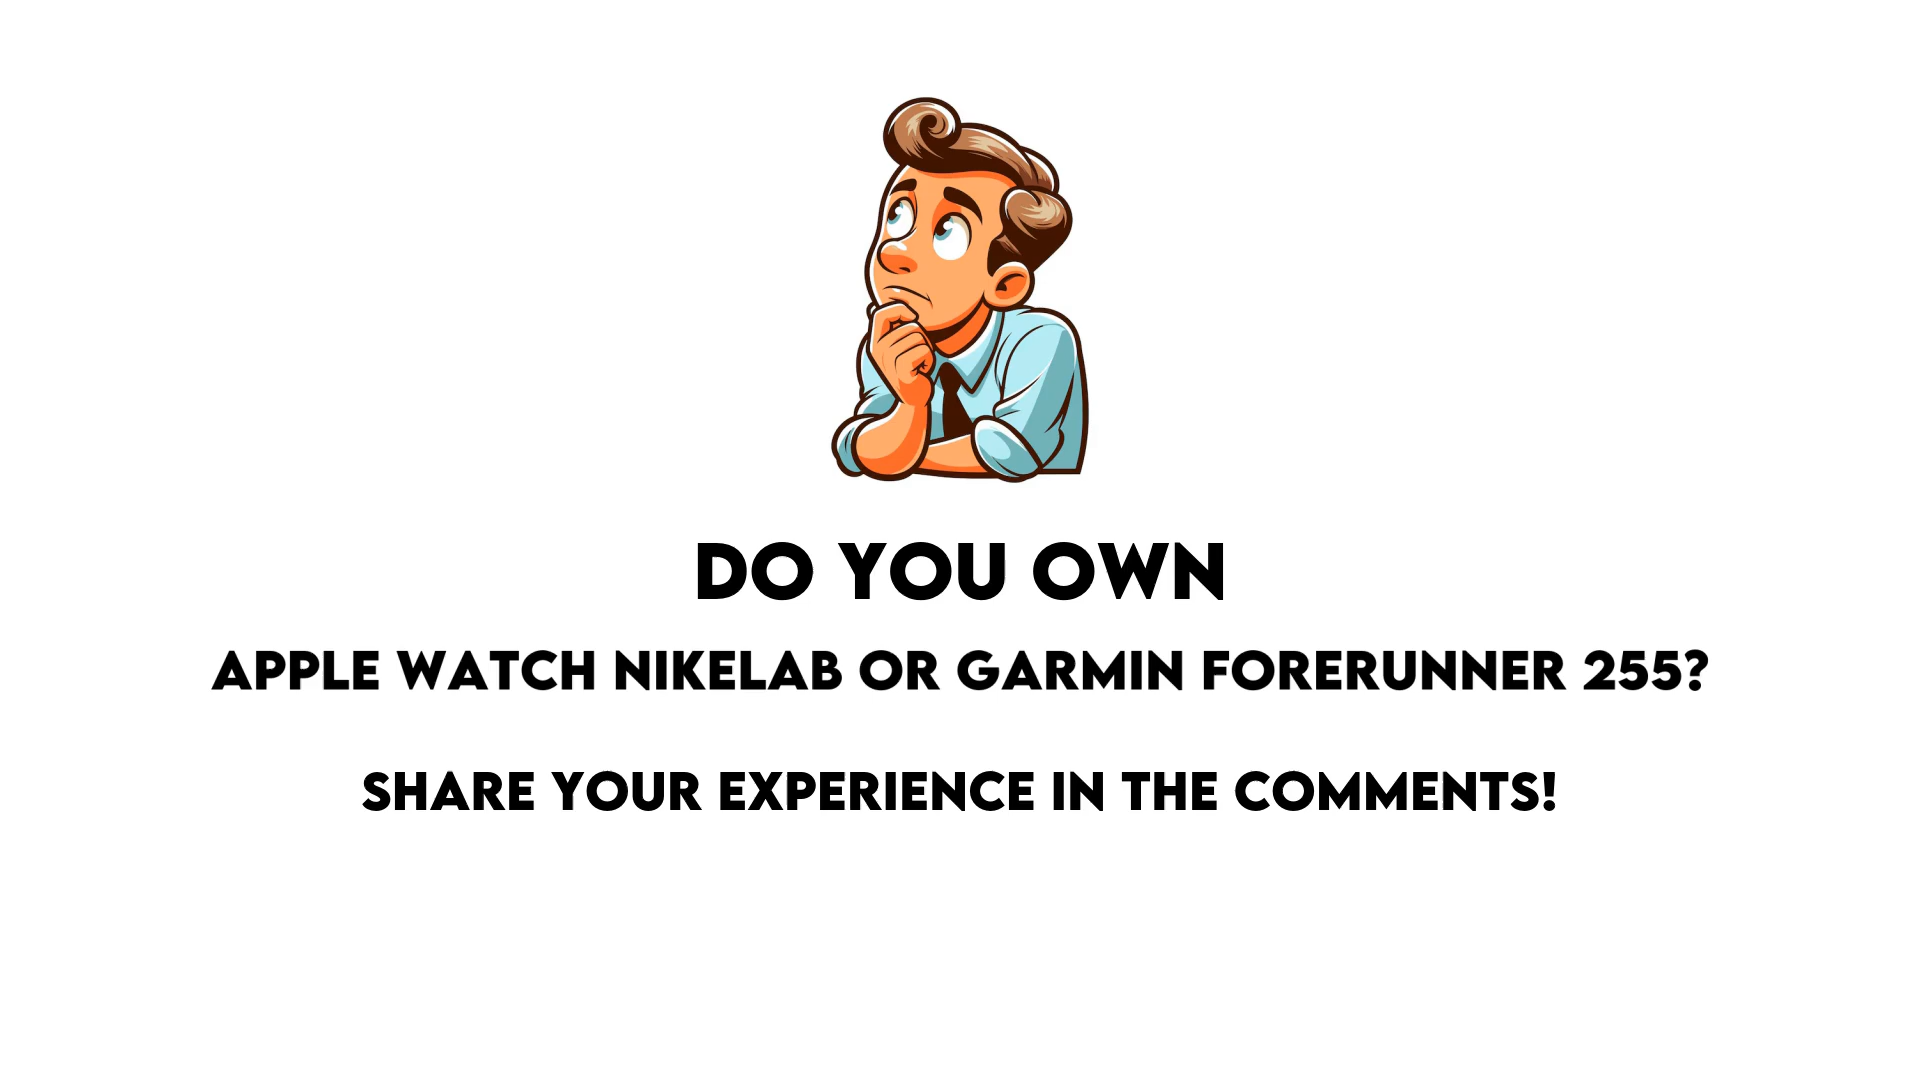 DO YOU OWN
APPLE WATCH NIKELAB OR GARMIN FORERUNNER 255?
SHARE YOUR EXPERIENCE IN THE COMMENTS!